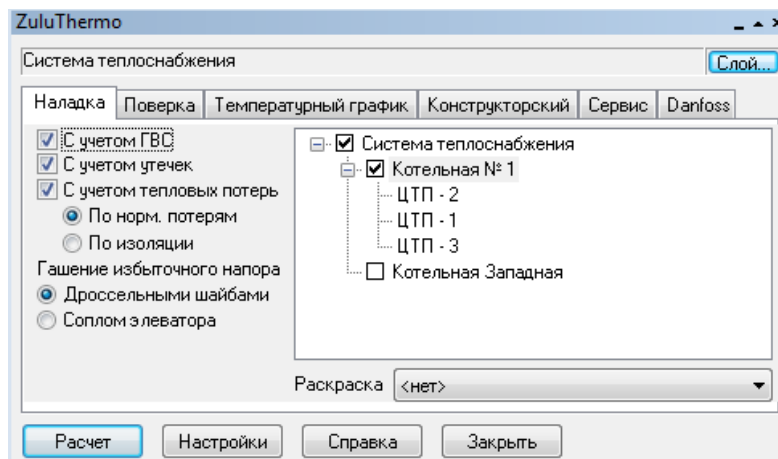 ZuluThermo
Система теплоснабжения
Слой...
Наладка Поверка Температурный график Конструкторский Сервис Danfoss
С учетом ГВС
С учетом утечек
С учетом тепловых потерь
По норм. потерям
По изоляции
Гашение избыточного напора
Дроссельными шайбами
Соплом элеватора
Система теплоснабжения
Котельная № 1
ЦТП - 2
ЦТП - 1
ЦТП - 3
Котельная Западная
Раскраска <нет>
Расчет Настройки Справка Закрыть